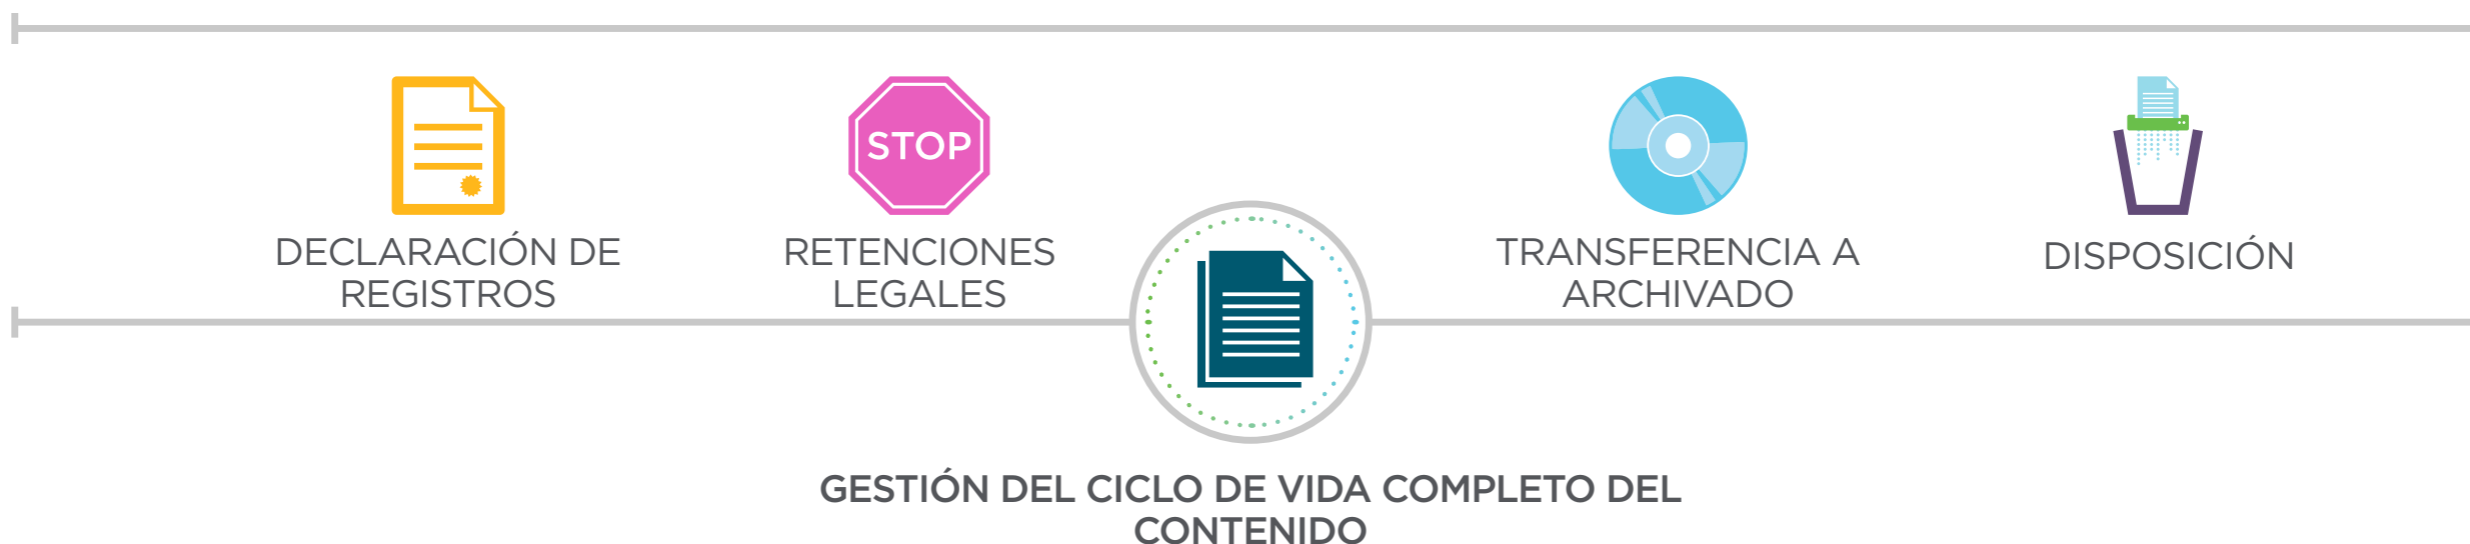 STOP
DECLARACIÓN DE
REGISTROS
RETENCIONES
LEGALES
TRANSFERENCIA A
ARCHIVADO
DISPOSICIÓN
GESTIÓN DEL CICLO DE VIDA COMPLETO DEL
CONTENIDO